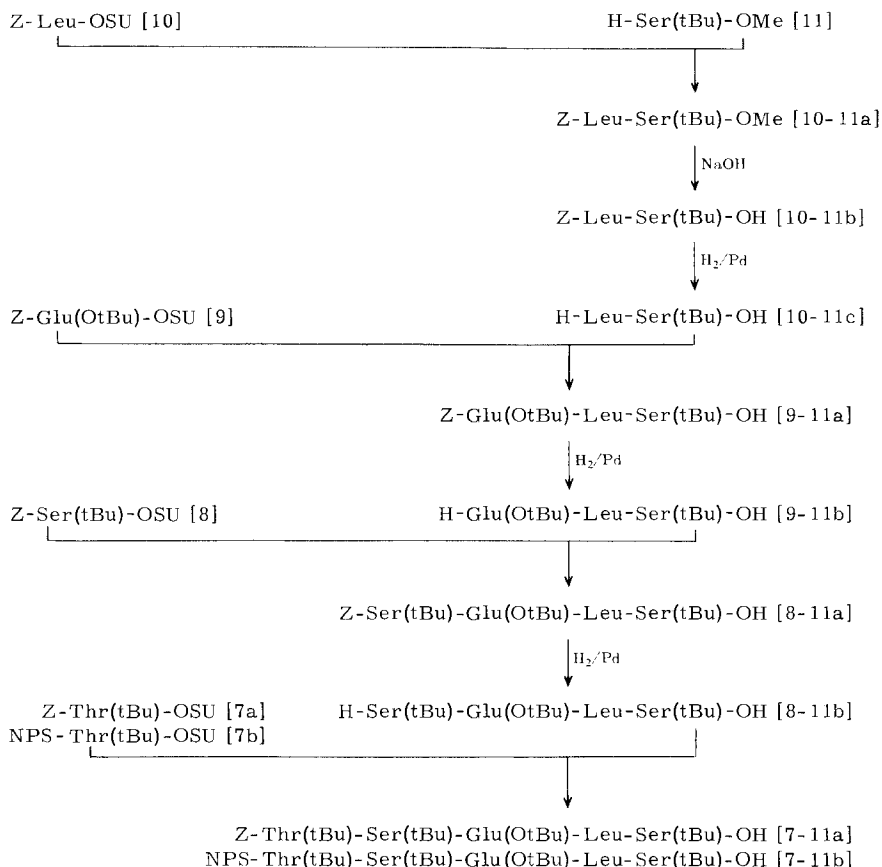 Z-Leu-OSU [10] H-Ser(tBu)-OMe [11]
Z-Leu-Ser(tBu)-OMe [10-11a]
NaOH
Z-Leu-Ser(tBu)-OH [10-11b]
H2/Pd
Z-Glu(OtBu)-OSU [9] H-Leu-Ser(tBu)-OH [10-11c]
Z-Glu(OtBu)-Leu-Ser(tBu)-OH [9-11a]
H2/Pd
Z-Ser(tBu)-OSU [8] H-Glu(OtBu)-Leu-Ser(tBu)-OH [9-11b]
Z-Ser(tBu)-Glu(OtBu)-Leu-Ser(tBu)-OH [8-11a]
H2/Pd
Z-Thr(tBu)-OSU [7a] H-Ser(tBu)-Glu(OtBu)-Leu-Ser(tBu)-OH [8-11b]
NPS-Thr(tBu)-OSU [7b]
Z-Thr(tBu)-Ser(tBu)-Glu(OtBu)-Leu-Ser(tBu)-OH [7-11a]
NPS-Thr(tBu)-Ser(tBu)-Glu(OtBu)-Leu-Ser(tBu)-OH [7-11b]